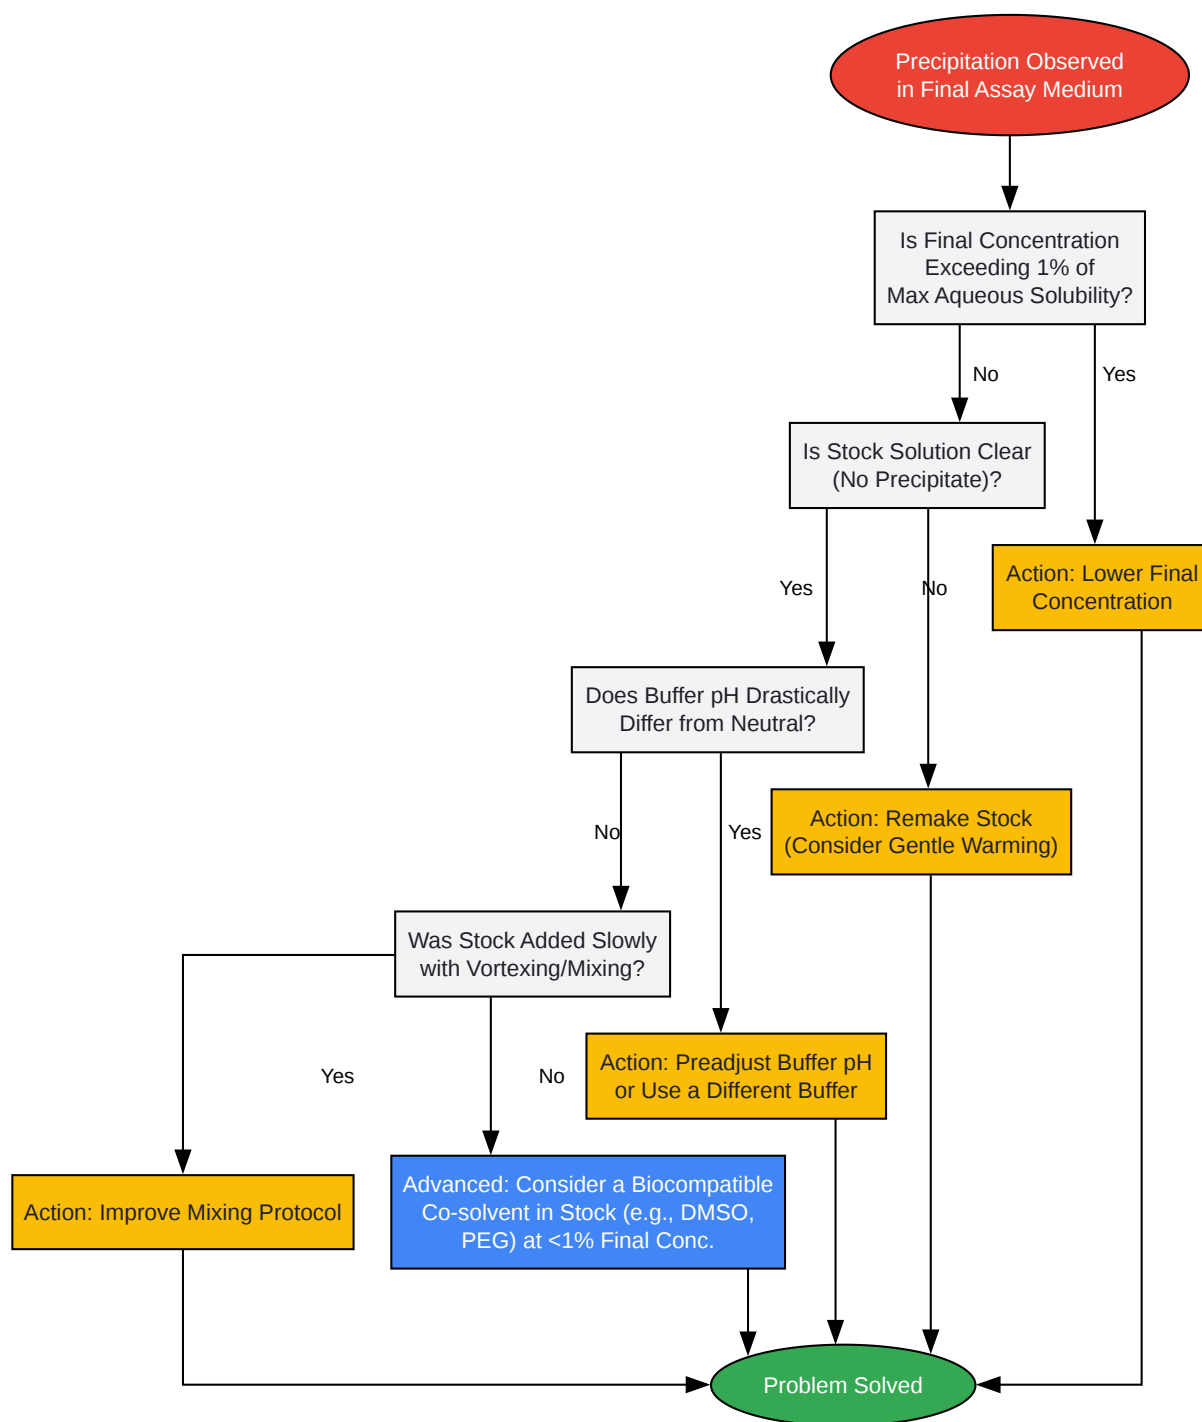 Precipitation Observed
in Final Assay Medium
Is Final Concentration
Exceeding 1% of
Max Aqueous Solubility?
No
Yes
Is Stock Solution Clear
(No Precipitate)?
Action: Lower Final
Concentration
Yes
No
Does Buffer pH Drastically
Differ from Neutral?
Action: Remake Stock
(Consider Gentle Warming)
No
Yes
Was Stock Added Slowly
with Vortexing/Mixing?
Action: Preadjust Buffer pH
or Use a Different Buffer
Yes
No
Action: Improve Mixing Protocol
Advanced: Consider a Biocompatible
Co-solvent in Stock (e.g., DMSO,
PEG) at <1% Final Conc.
Problem Solved